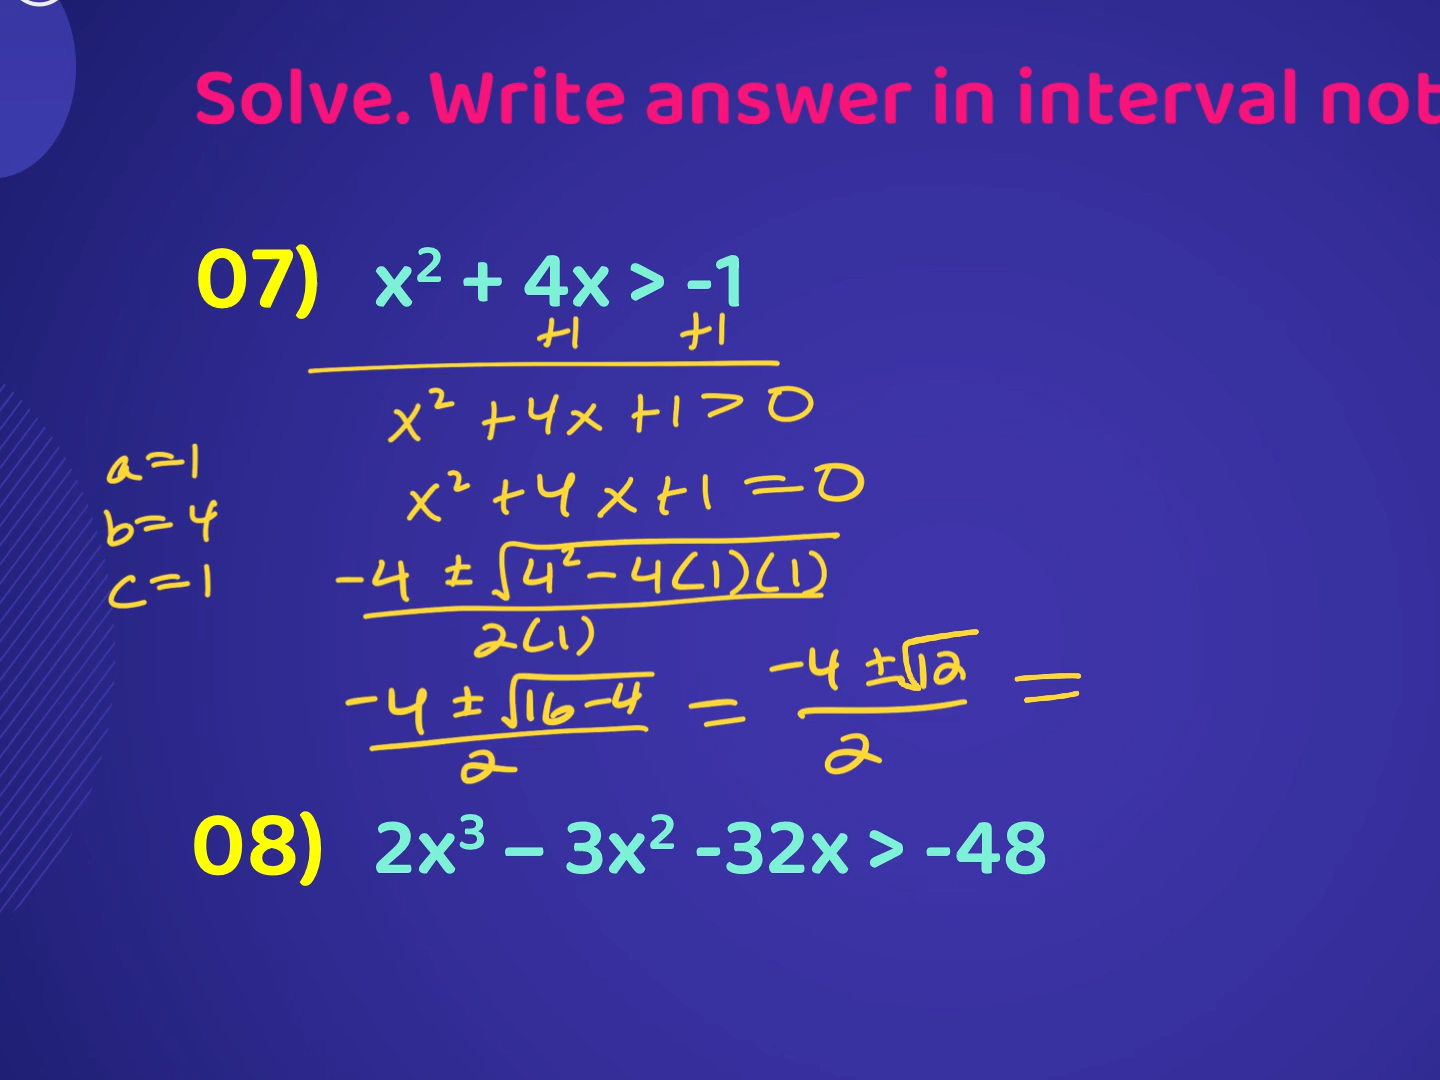 Solve. Write answer in interval not
07) x² + 4x > -1
+1 +1
x² + 4x + 1 > 0
a = 1
x² + 4x + 1 = 0
b = 4
-4 ± √4² - 4(1)(1)
c = 1
2(1)
-4 ± √16 - 4 = -4 ± √12 =
2 2
08) 2x³ – 3x² -32x > -48